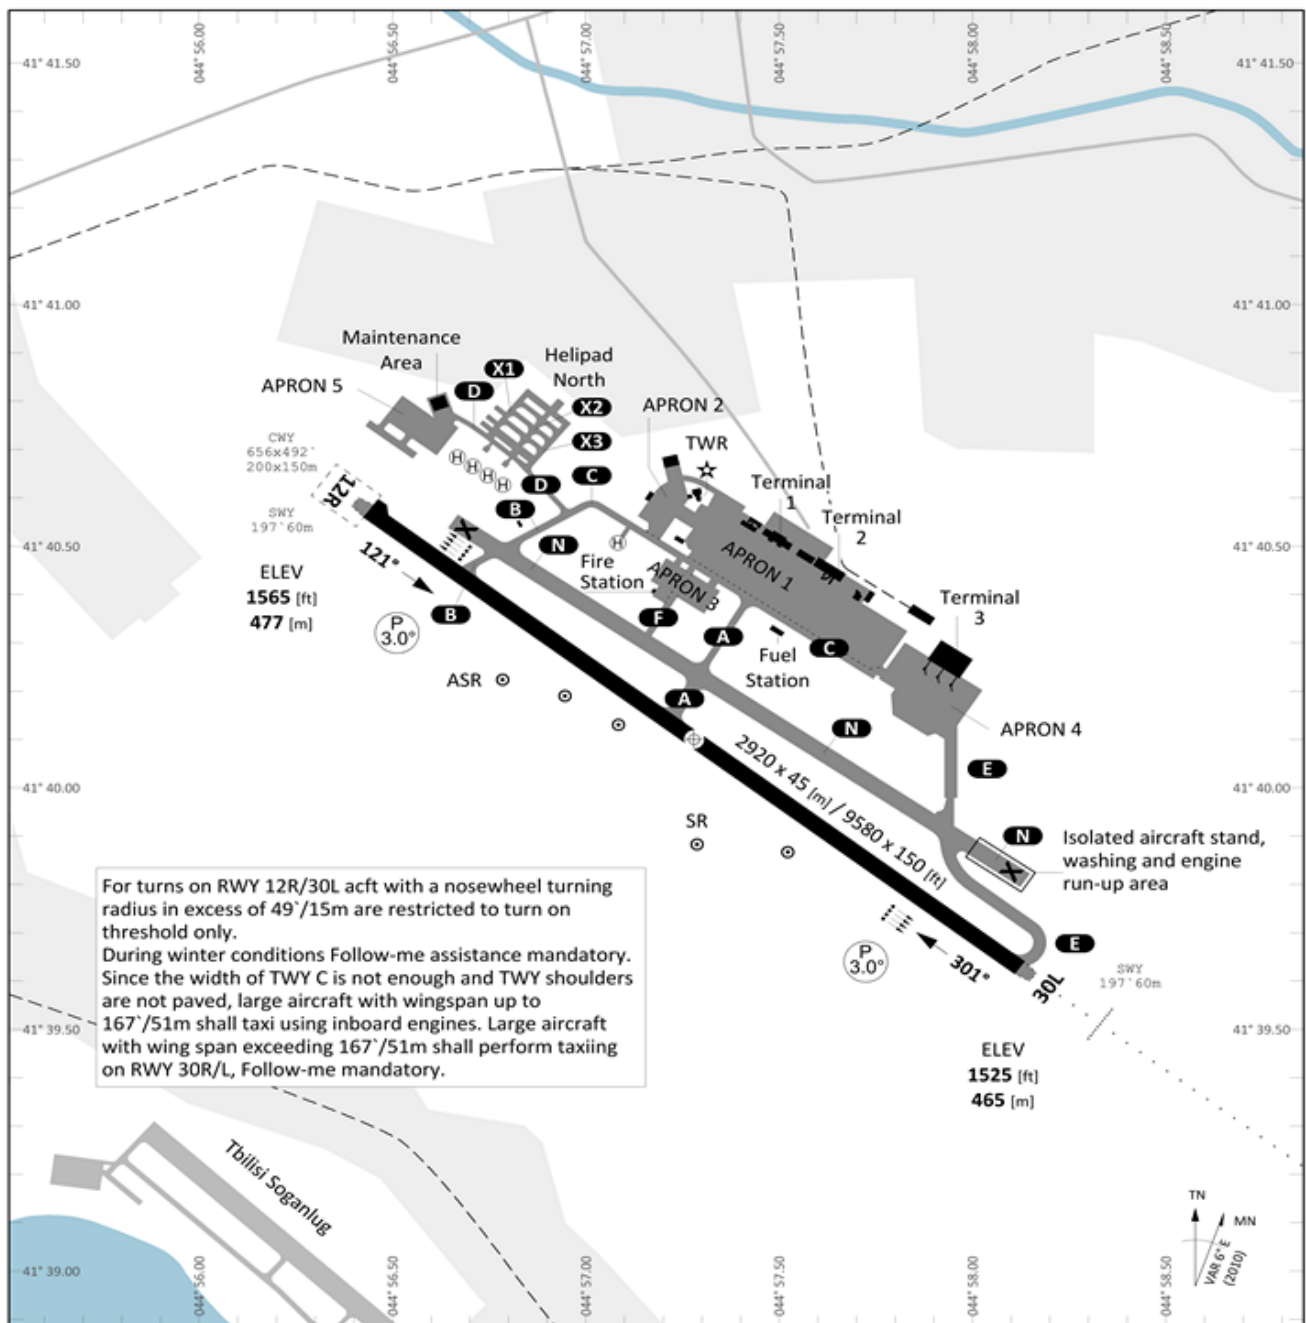 044° 56.00
044° 56.50
044° 57.00
044° 57.50
044° 58.00
044° 58.50
41° 41.50
41° 41.50
41° 41.00
41° 41.00
Maintenance
Area
X1
Helipad
North
APRON 5
D
X2
APRON 2
CWY
656x492`
200x150m
X3
TWR
12R
H
H
H
H
D
C
Terminal
1
SWY
197`60m
B
Terminal
2
41° 40.50
41° 40.50
121°
N
H
Fire
Station
APRON 1
APRON 3
ELEV
1565 [ft]
477 [m]
P
3.0°
B
F
A
Terminal
3
Fuel
Station
C
ASR
A
N
APRON 4
2920 x 45 [m] / 9580 x 150 [ft]
E
41° 40.00
41° 40.00
SR
N
Isolated aircraft stand,
washing and engine
run-up area
For turns on RWY 12R/30L acft with a nosewheel turning
radius in excess of 49`/15m are restricted to turn on
threshold only.
During winter conditions Follow-me assistance mandatory.
Since the width of TWY C is not enough and TWY shoulders
are not paved, large aircraft with wingspan up to
167`/51m shall taxi using inboard engines. Large aircraft
with wing span exceeding 167`/51m shall perform taxiing
on RWY 30R/L, Follow-me mandatory.
P
3.0°
301°
30L
E
SWY
197`60m
41° 39.50
41° 39.50
ELEV
1525 [ft]
465 [m]
Tbilisi Soganlug
TN
MN
VAR 6° E
(2010)
41° 39.00
41° 39.00
044° 56.00
044° 56.50
044° 57.00
044° 57.50
044° 58.00
044° 58.50